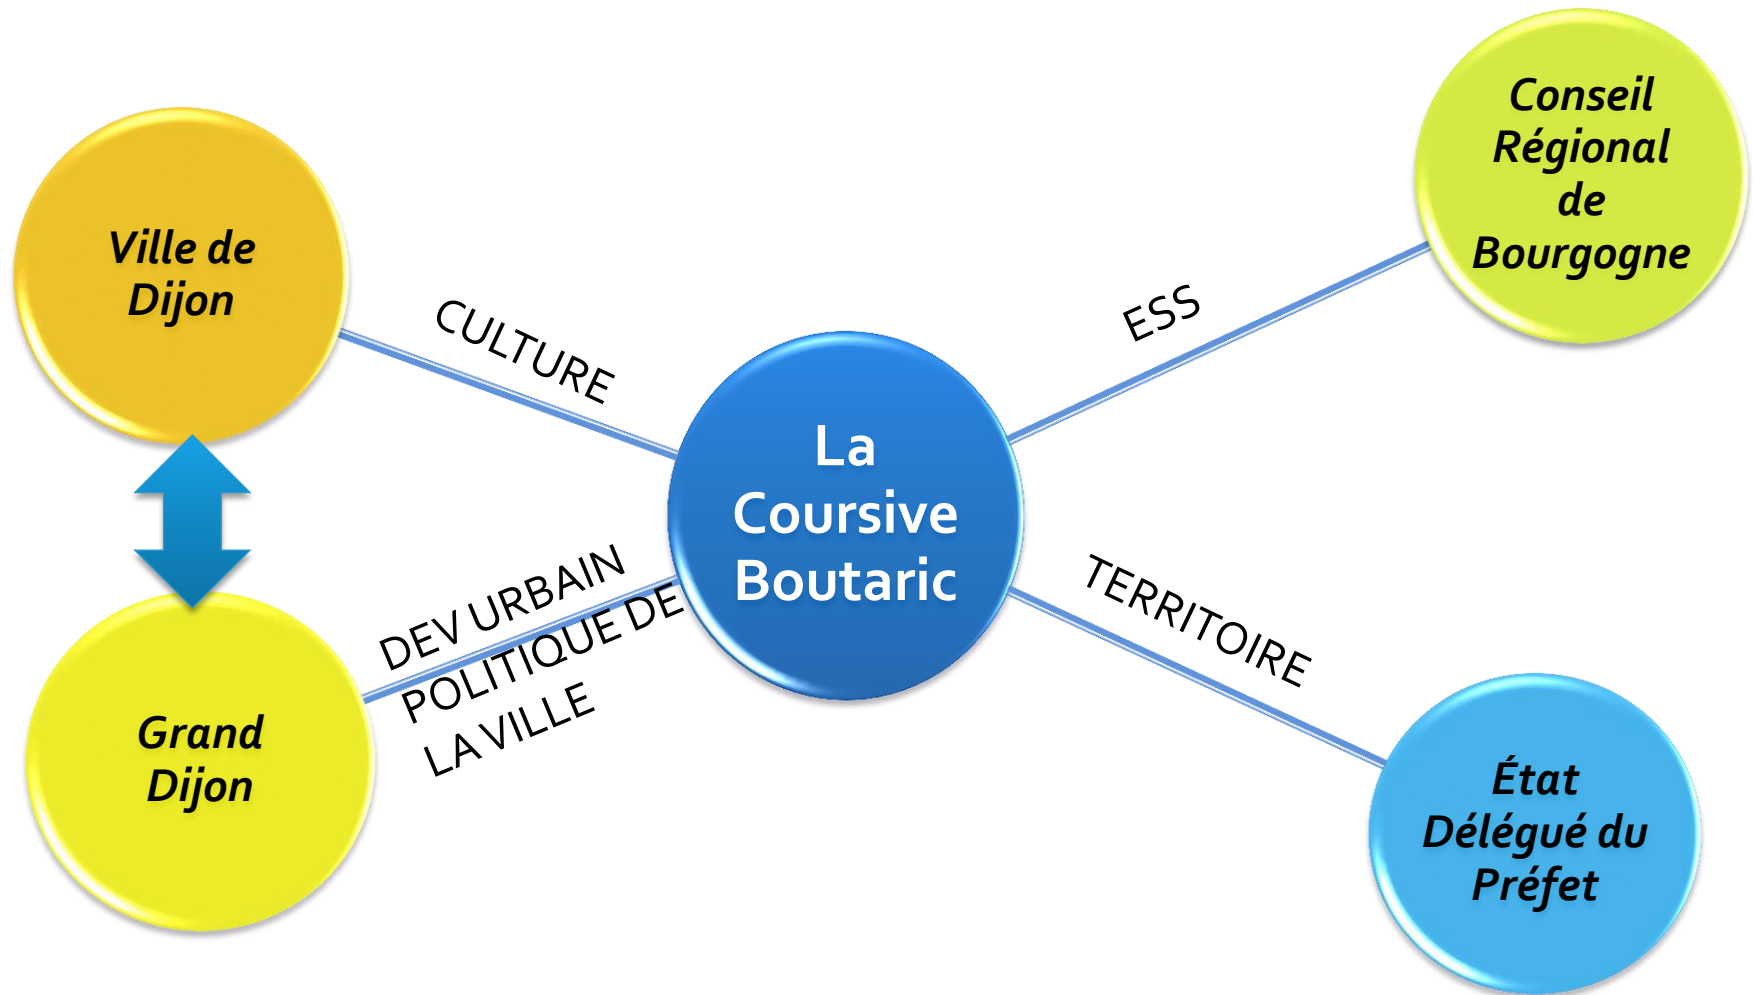 Ville de
Dijon
CULTURE
Conseil
Régional
de
Bourgogne
ESS
La
Coursive
Boutaric
DEV URBAIN
POLITIQUE DE
LA VILLE
Grand
Dijon
TERRITOIRE
État
Délégué du
Préfet